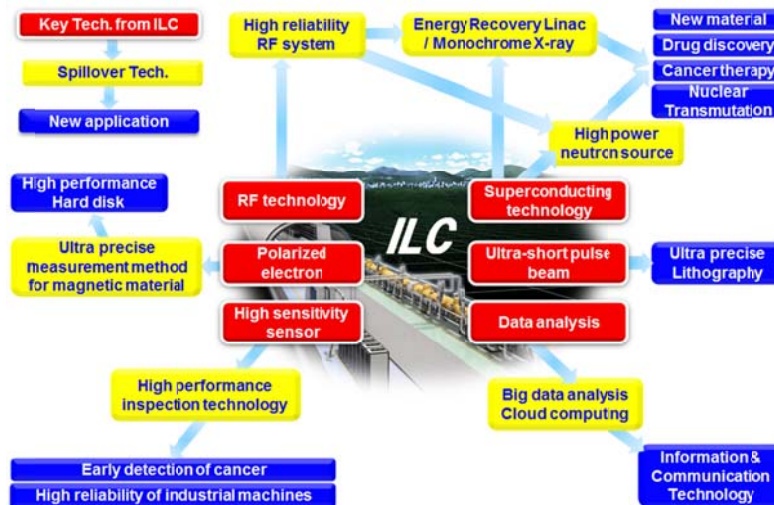 Key Tech. from ILC
Spillover Tech.
New application
High reliability
RF system
Energy Recovery Linac
/ Monochrome X-ray
New material
Drug discovery
Cancer therapy
Nuclear
Transmutation
High power
neutron source
High performance
Hard disk
RF technology
Superconducting
technology
ILC
Ultra precise
measurement method
for magnetic material
Polarized
electron
Ultra-short pulse
beam
Ultra precise
Lithography
High sensitivity
sensor
Data analysis
High performance
inspection technology
Big data analysis
Cloud computing
Early detection of cancer
High reliability of industrial machines
Information &
Communication
Technology